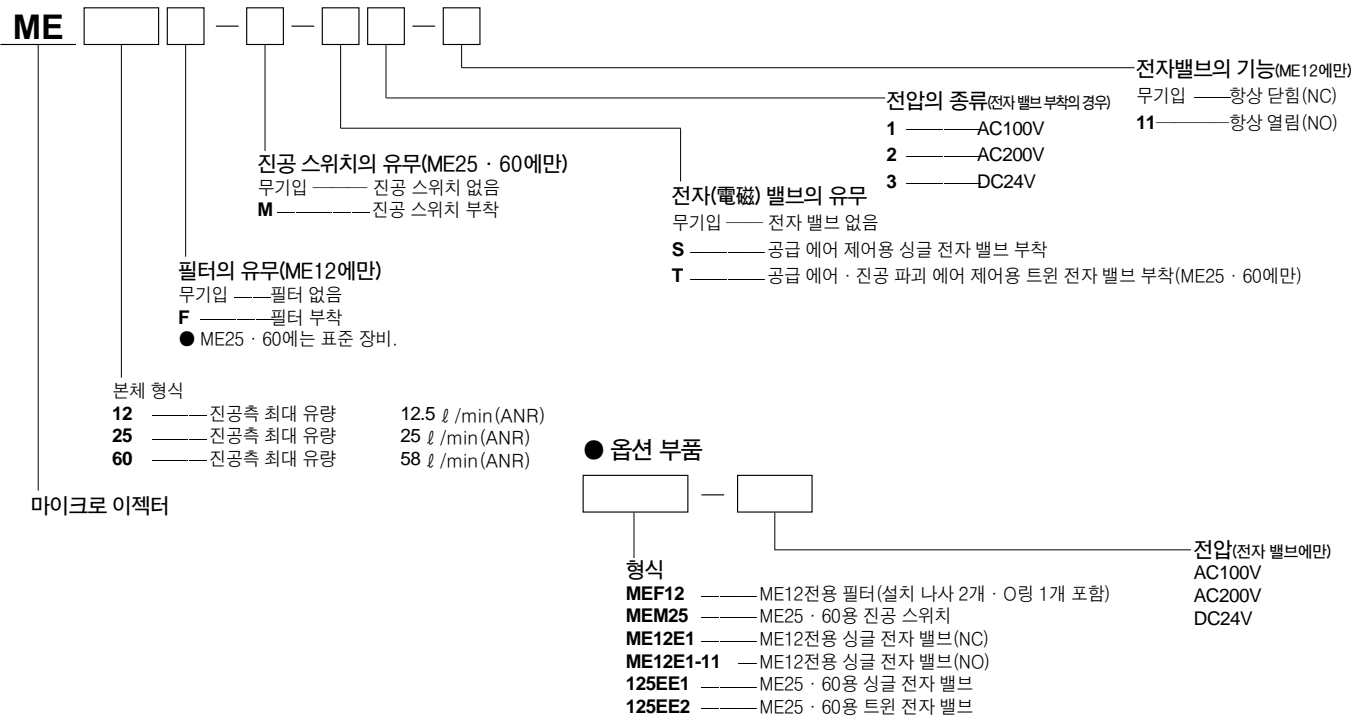 ME
전자밸브의 기능(ME12에만)
무기입 항상 닫힘(NC)
11 항상 열림(NO)
전압의 종류(전자 밸브 부착의 경우)
1 AC100V
2 AC200V
3 DC24V
진공 스위치의 유무(ME25 · 60에만)
무기입 진공 스위치 없음
M 진공 스위치 부착
전자(電磁) 밸브의 유무
무기입 전자 밸브 없음
S 공급 에어 제어용 싱글 전자 밸브 부착
T 공급 에어 · 진공 파괴 에어 제어용 트윈 전자 밸브 부착(ME25 · 60에만)
필터의 유무(ME12에만)
무기입 필터 없음
F 필터 부착
● ME25 · 60에는 표준 장비.
본체 형식
12 진공측 최대 유량 12.5 ℓ/min(ANR)
25 진공측 최대 유량 25 ℓ/min(ANR)
60 진공측 최대 유량 58 ℓ/min(ANR)
마이크로 이젝터
● 옵션 부품
형식
MEF12 ME12전용 필터(설치 나사 2개 · O링 1개 포함)
MEM25 ME25 · 60용 진공 스위치
ME12E1 ME12전용 싱글 전자 밸브(NC)
ME12E1-11 ME12전용 싱글 전자 밸브(NO)
125EE1 ME25 · 60용 싱글 전자 밸브
125EE2 ME25 · 60용 트윈 전자 밸브
전압(전자 밸브에만)
AC100V
AC200V
DC24V